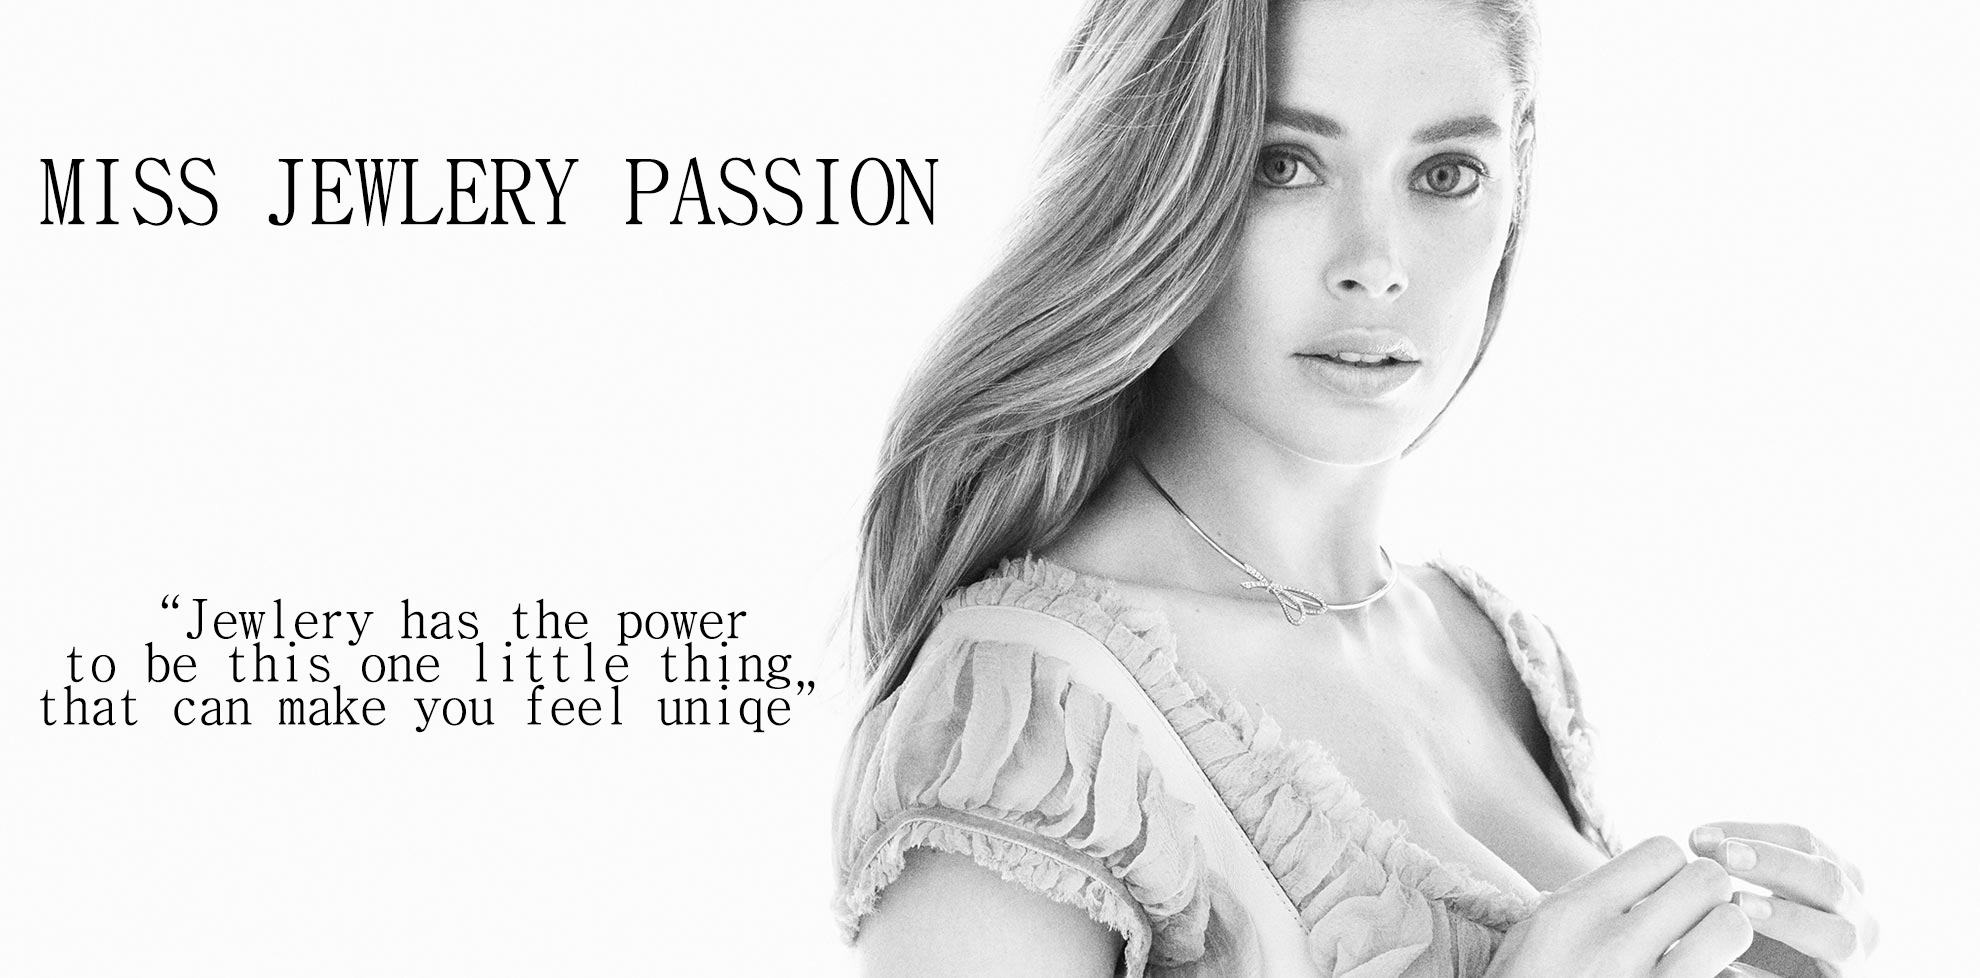 MISS JEWLERY PASSION
“Jewlery has the power
to be this one little thing,
that can make you feel uniqe”